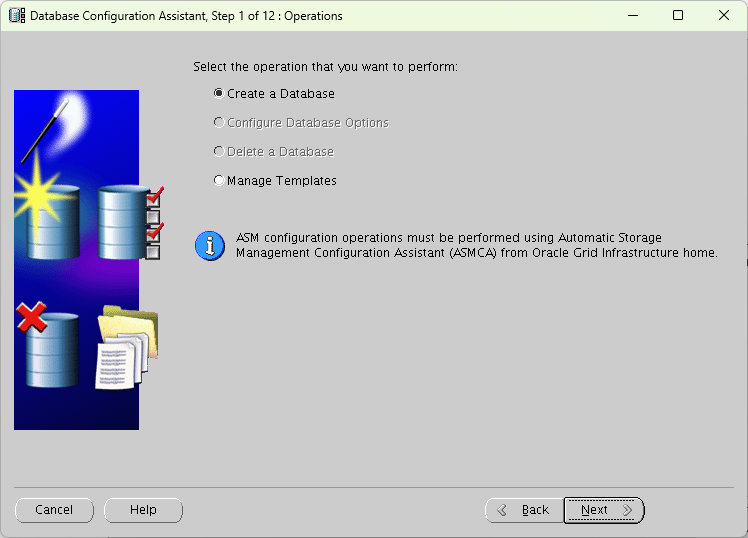 Database Configuration Assistant, Step 1 of 12 : Operations
Select the operation that you want to perform:
Create a Database
Configure Database Options
Delete a Database
Manage Templates
ASM configuration operations must be performed using Automatic Storage
Management Configuration Assistant (ASMCA) from Oracle Grid Infrastructure home.
Cancel
Help
Back
Next